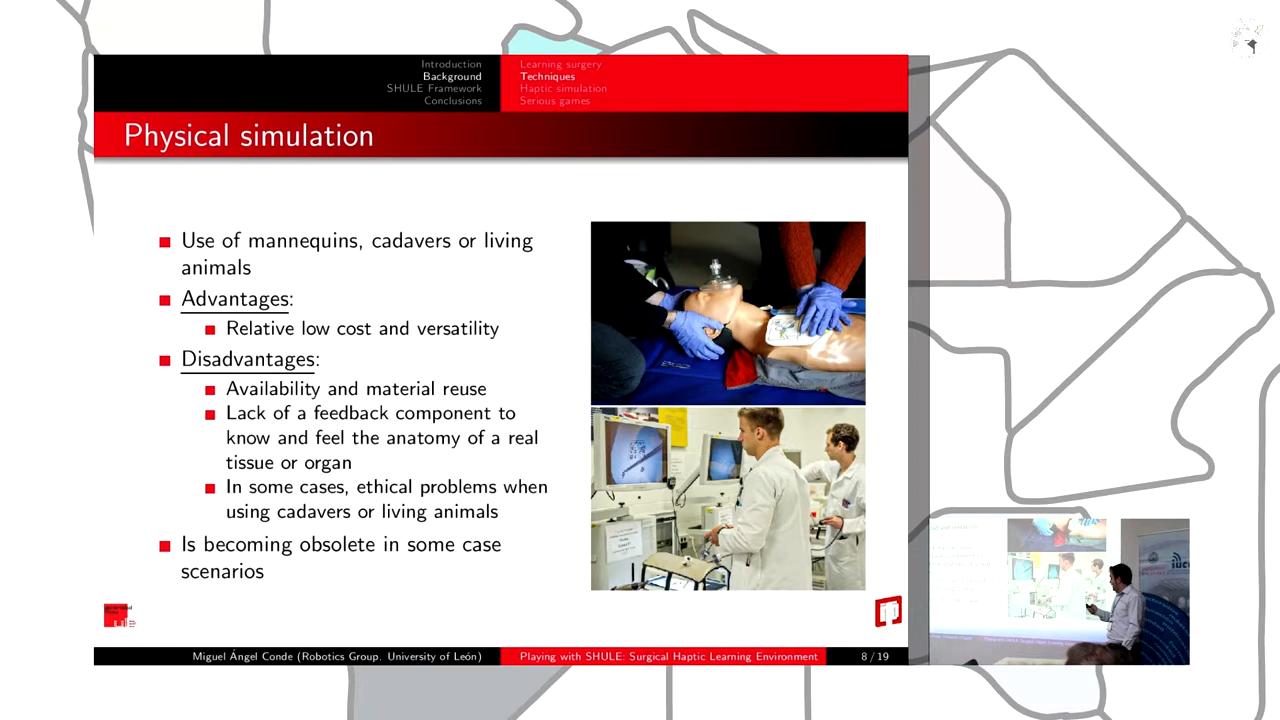 Introduction
Background
SHULE Framework
Conclusions
Learning surgery
Techniques
Haptic simulation
Serious games
Physical simulation
Use of mannequins, cadavers or living
animals
Advantages:
Relative low cost and versatility
Disadvantages:
Availability and material reuse
Lack of a feedback component to
know and feel the anatomy of a real
tissue or organ
In some cases, ethical problems when
using cadavers or living animals
Is becoming obsolete in some case
scenarios
Miguel Ángel Conde (Robotics Group. University of León)
Playing with SHULE: Surgical Haptic Learning Environment
8 / 19